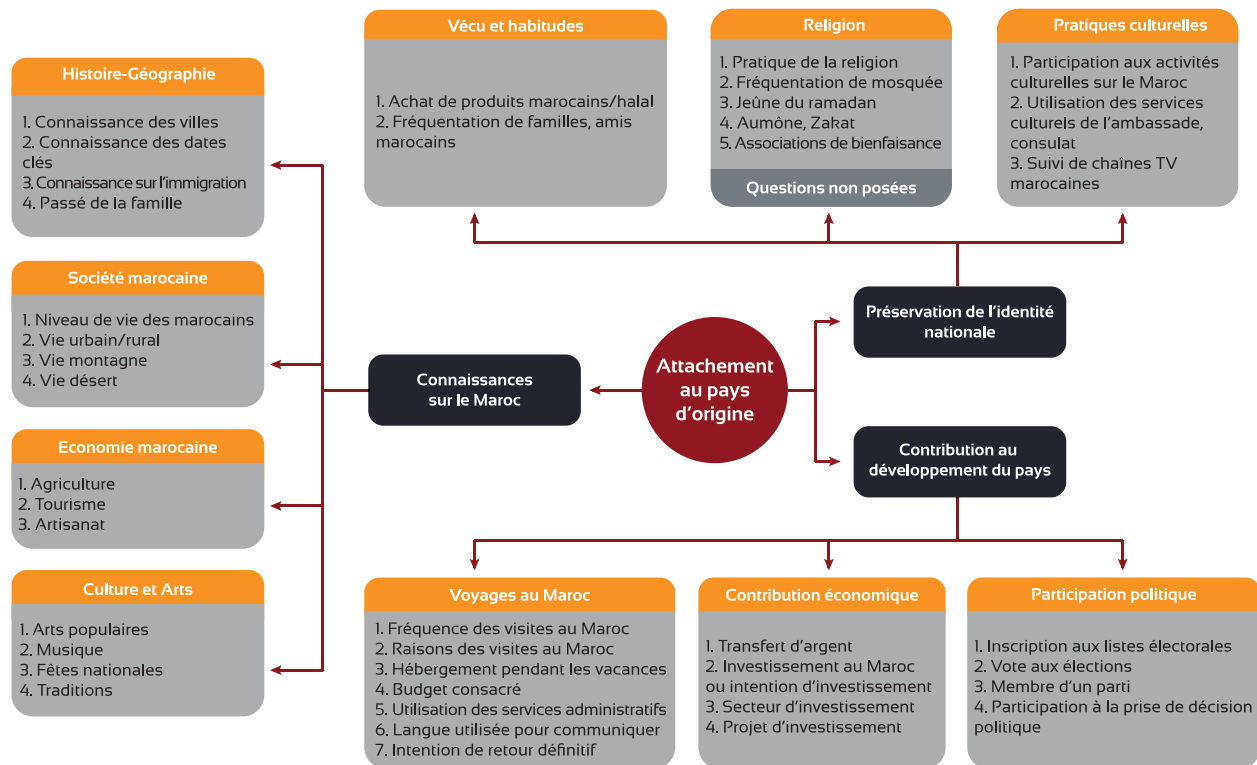 Vécu et habitudes
1. Achat de produits marocains/halal
2. Fréquentation de familles, amis
marocains
Religion
1. Pratique de la religion
2. Fréquentation de mosquée
3. Jeûne du ramadan
4. Aumône, Zakat
5. Associations de bienfaisance
Questions non posées
Pratiques culturelles
1. Participation aux activités
culturelles sur le Maroc
2. Utilisation des services
culturels de l'ambassade,
consulat
3. Suivi de chaînes TV
marocaines
Histoire-Géographie
1. Connaissance des villes
2. Connaissance des dates
clés
3. Connaissance sur l'immigration
4. Passé de la famille
Société marocaine
1. Niveau de vie des marocains
2. Vie urbain/rural
3. Vie montagne
4. Vie désert
Economie marocaine
1. Agriculture
2. Tourisme
3. Artisanat
Culture et Arts
1. Arts populaires
2. Musique
3. Fêtes nationales
4. Traditions
Connaissances
sur le Maroc
Attachement
au pays
d'origine
Préservation de l'identité
nationale
Contribution au
développement du pays
Voyages au Maroc
1. Fréquence des visites au Maroc
2. Raisons des visites au Maroc
3. Hébergement pendant les vacances
4. Budget consacré
5. Utilisation des services administratifs
6. Langue utilisée pour communiquer
7. Intention de retour définitif
Contribution économique
1. Transfert d'argent
2. Investissement au Maroc
ou intention d'investissement
3. Secteur d'investissement
4. Projet d'investissement
Participation politique
1. Inscription aux listes électorales
2. Vote aux élections
3. Membre d'un parti
4. Participation à la prise de décision
politique